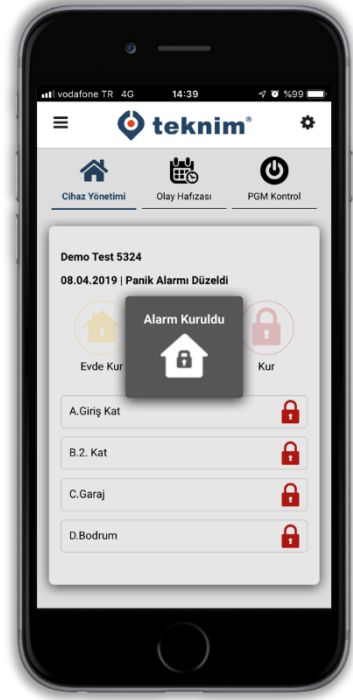 vodafone TR 4G 14:39 %99
teknim®
Cihaz Yönetimi Olay Hafızası PGM Kontrol
Demo Test 5324
08.04.2019 | Panik Alarmı Düzeldi
Alarm Kuruldu
Evde Kur Kur
A.Giriş Kat
B.2. Kat
C.Garaj
D.Bodrum